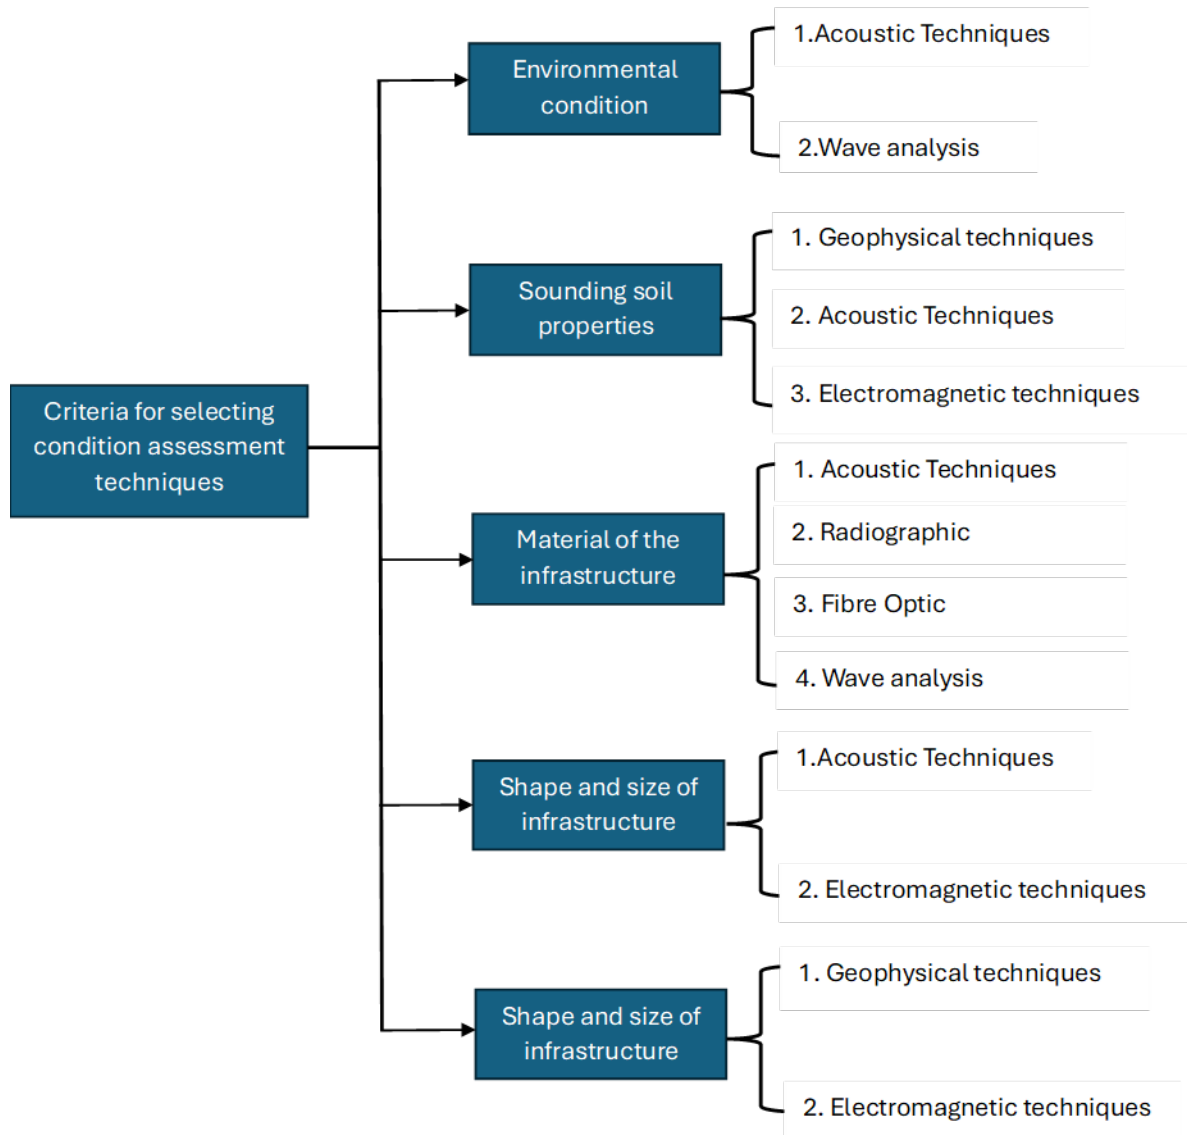 Criteria for selecting
condition assessment
techniques
Environmental
condition
1.Acoustic Techniques
2.Wave analysis
Sounding soil
properties
1. Geophysical techniques
2. Acoustic Techniques
3. Electromagnetic techniques
Material of the
infrastructure
1. Acoustic Techniques
2. Radiographic
3. Fibre Optic
4. Wave analysis
Shape and size of
infrastructure
1.Acoustic Techniques
2. Electromagnetic techniques
Shape and size of
infrastructure
1. Geophysical techniques
2. Electromagnetic techniques